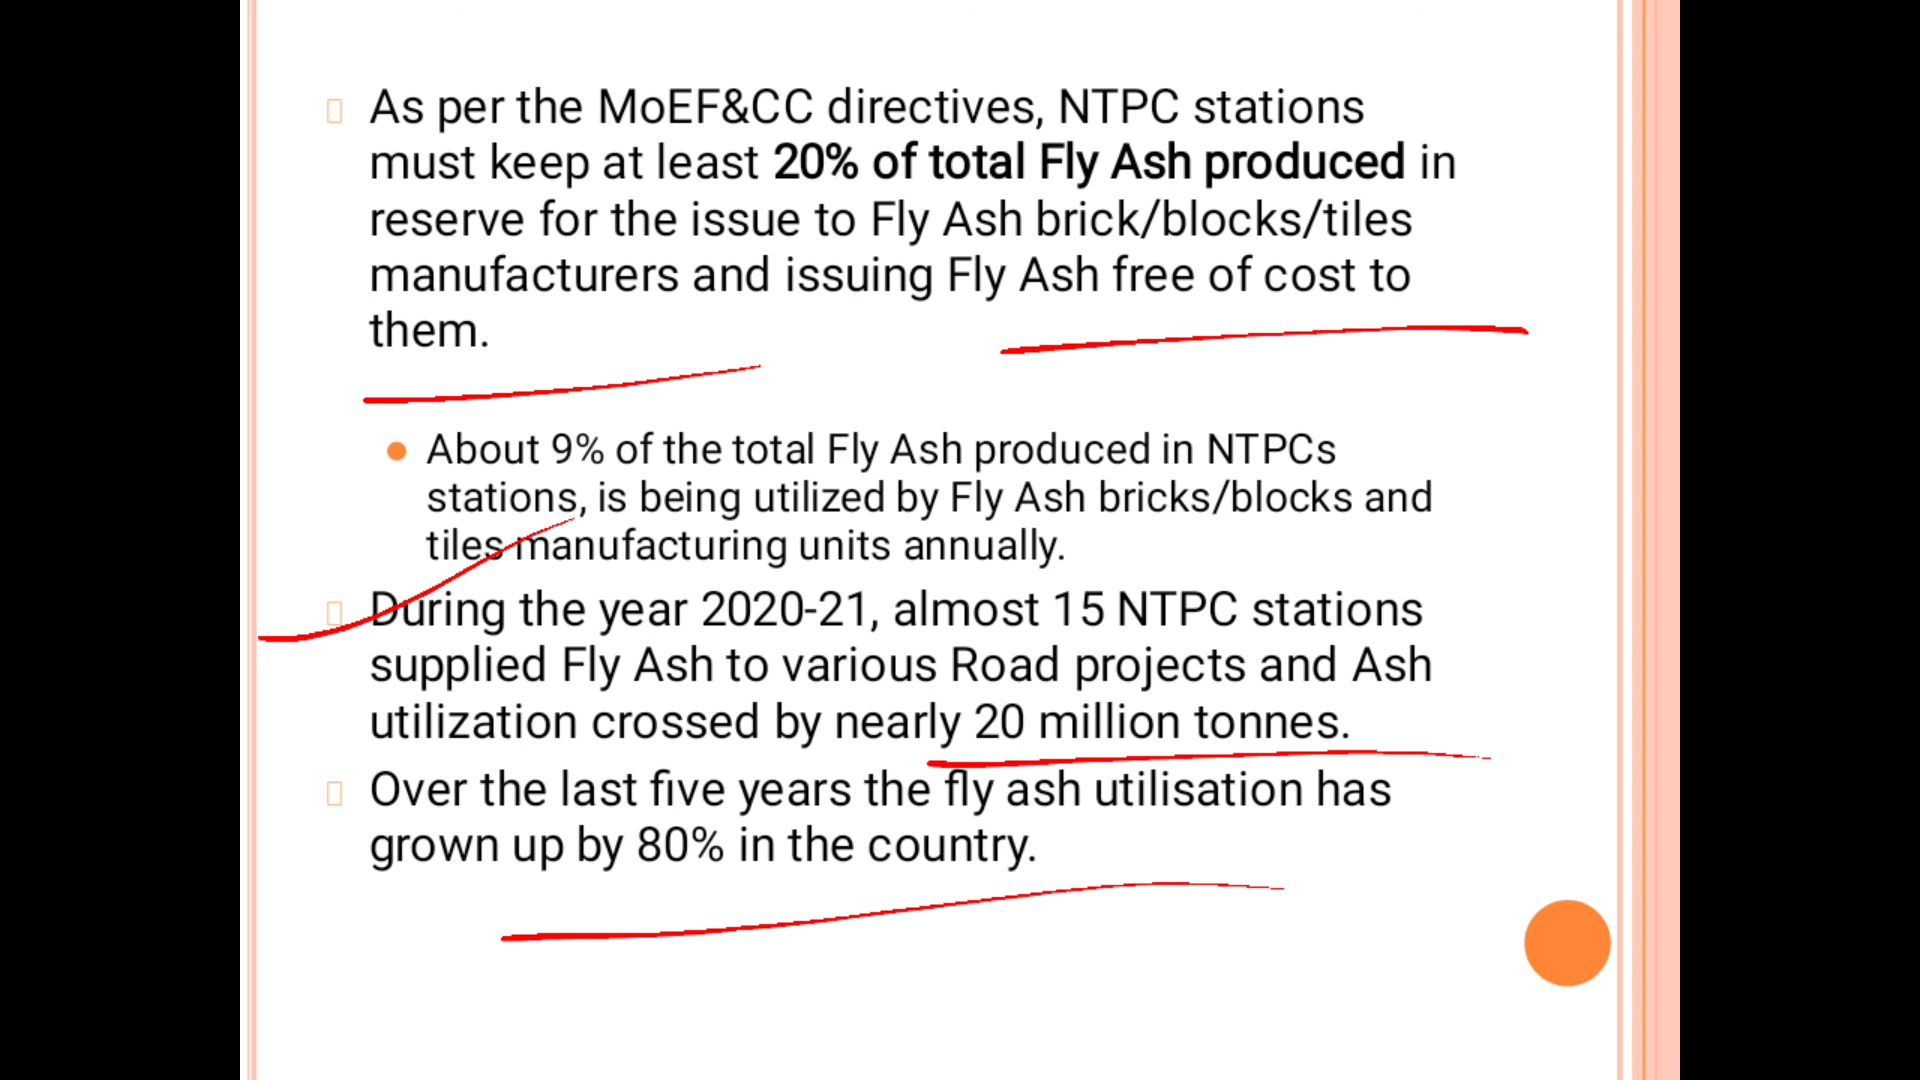 As per the MoEF&CC directives, NTPC stations
must keep at least 20% of total Fly Ash produced in
reserve for the issue to Fly Ash brick/blocks/tiles
manufacturers and issuing Fly Ash free of cost to
them.
About 9% of the total Fly Ash produced in NTPCs
stations, is being utilized by Fly Ash bricks/blocks and
tiles manufacturing units annually.
During the year 2020-21, almost 15 NTPC stations
supplied Fly Ash to various Road projects and Ash
utilization crossed by nearly 20 million tonnes.
Over the last five years the fly ash utilisation has
grown up by 80% in the country.